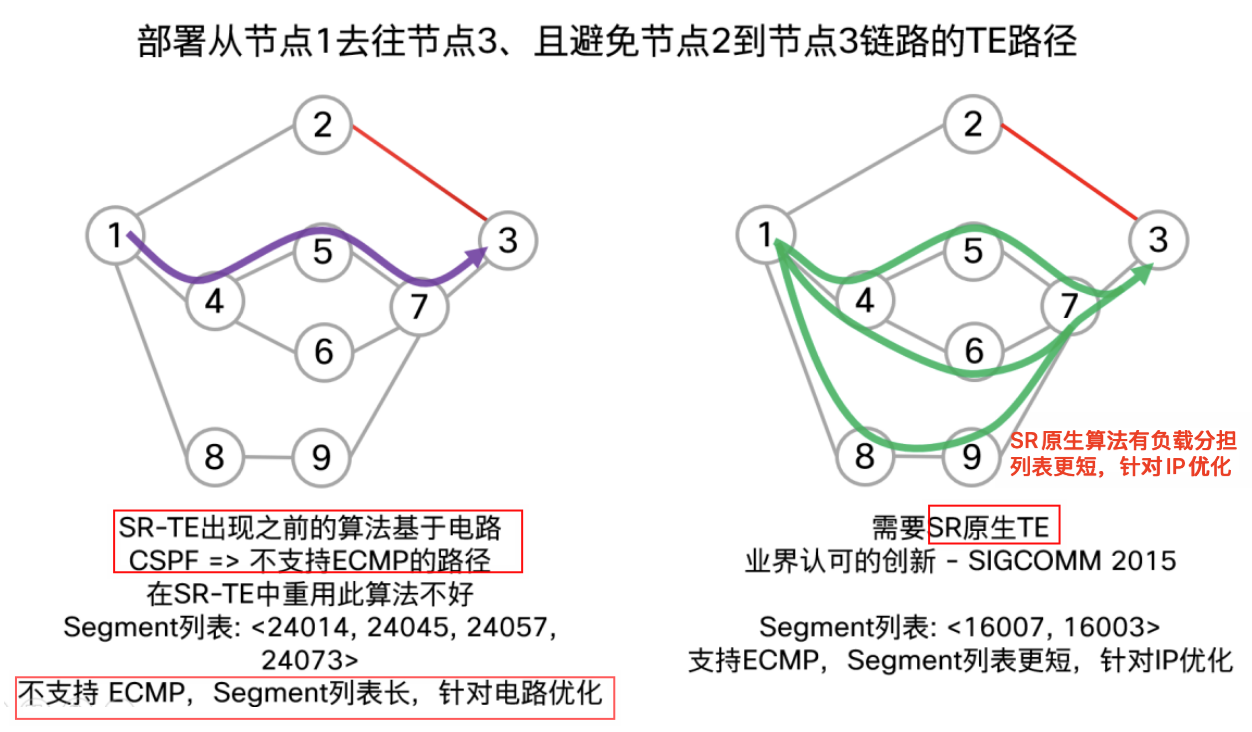 部署从节点1去往节点3、且避免节点2到节点3链路的TE路径
2
1
3
5
4
7
6
8
9
2
1
3
5
4
7
6
8
9
SR原生算法有负载分担
列表更短，针对IP优化
SR-TE出现之前的算法基于电路
CSPF => 不支持ECMP的路径
在SR-TE中重用此算法不好
Segment列表: <24014, 24045, 24057,
24073>
不支持 ECMP，Segment列表长，针对电路优化
需要SR原生TE
业界认可的创新 - SIGCOMM 2015
Segment列表: <16007, 16003>
支持ECMP，Segment列表更短，针对IP优化